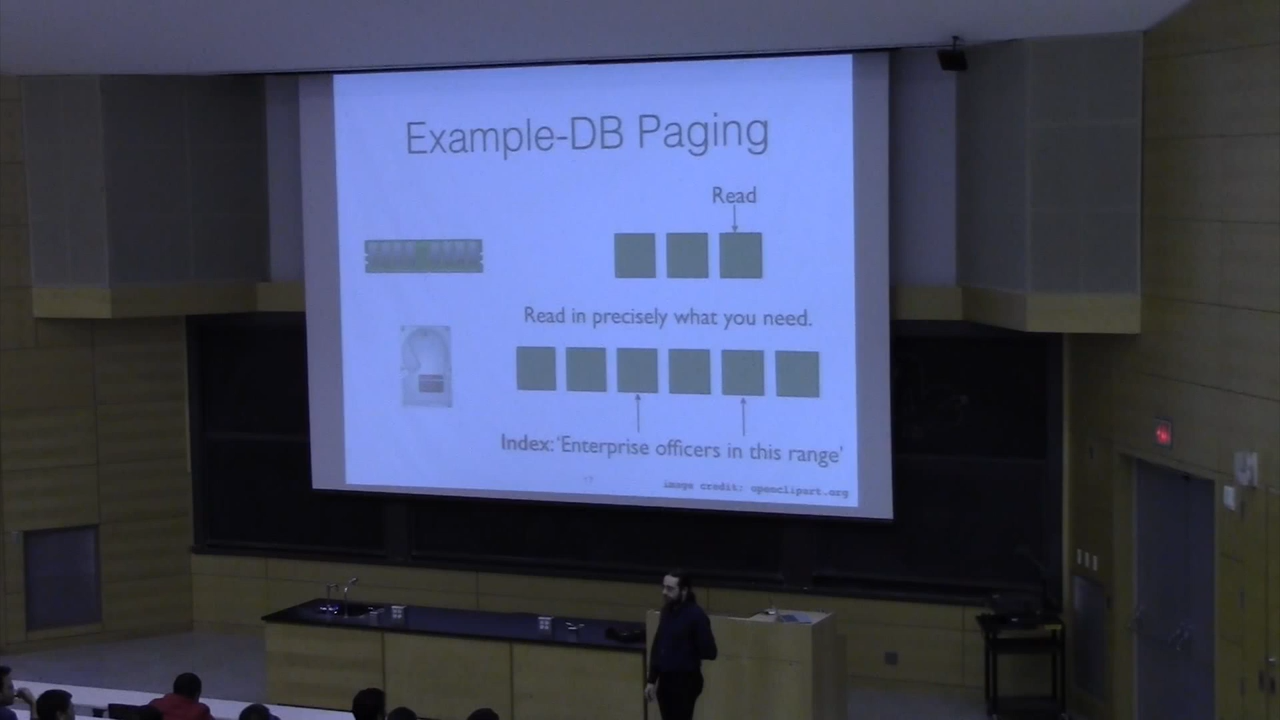 Example-DB Paging
Read
Read in precisely what you need.
Index: 'Enterprise officers in this range'
image credit: openclipart.org